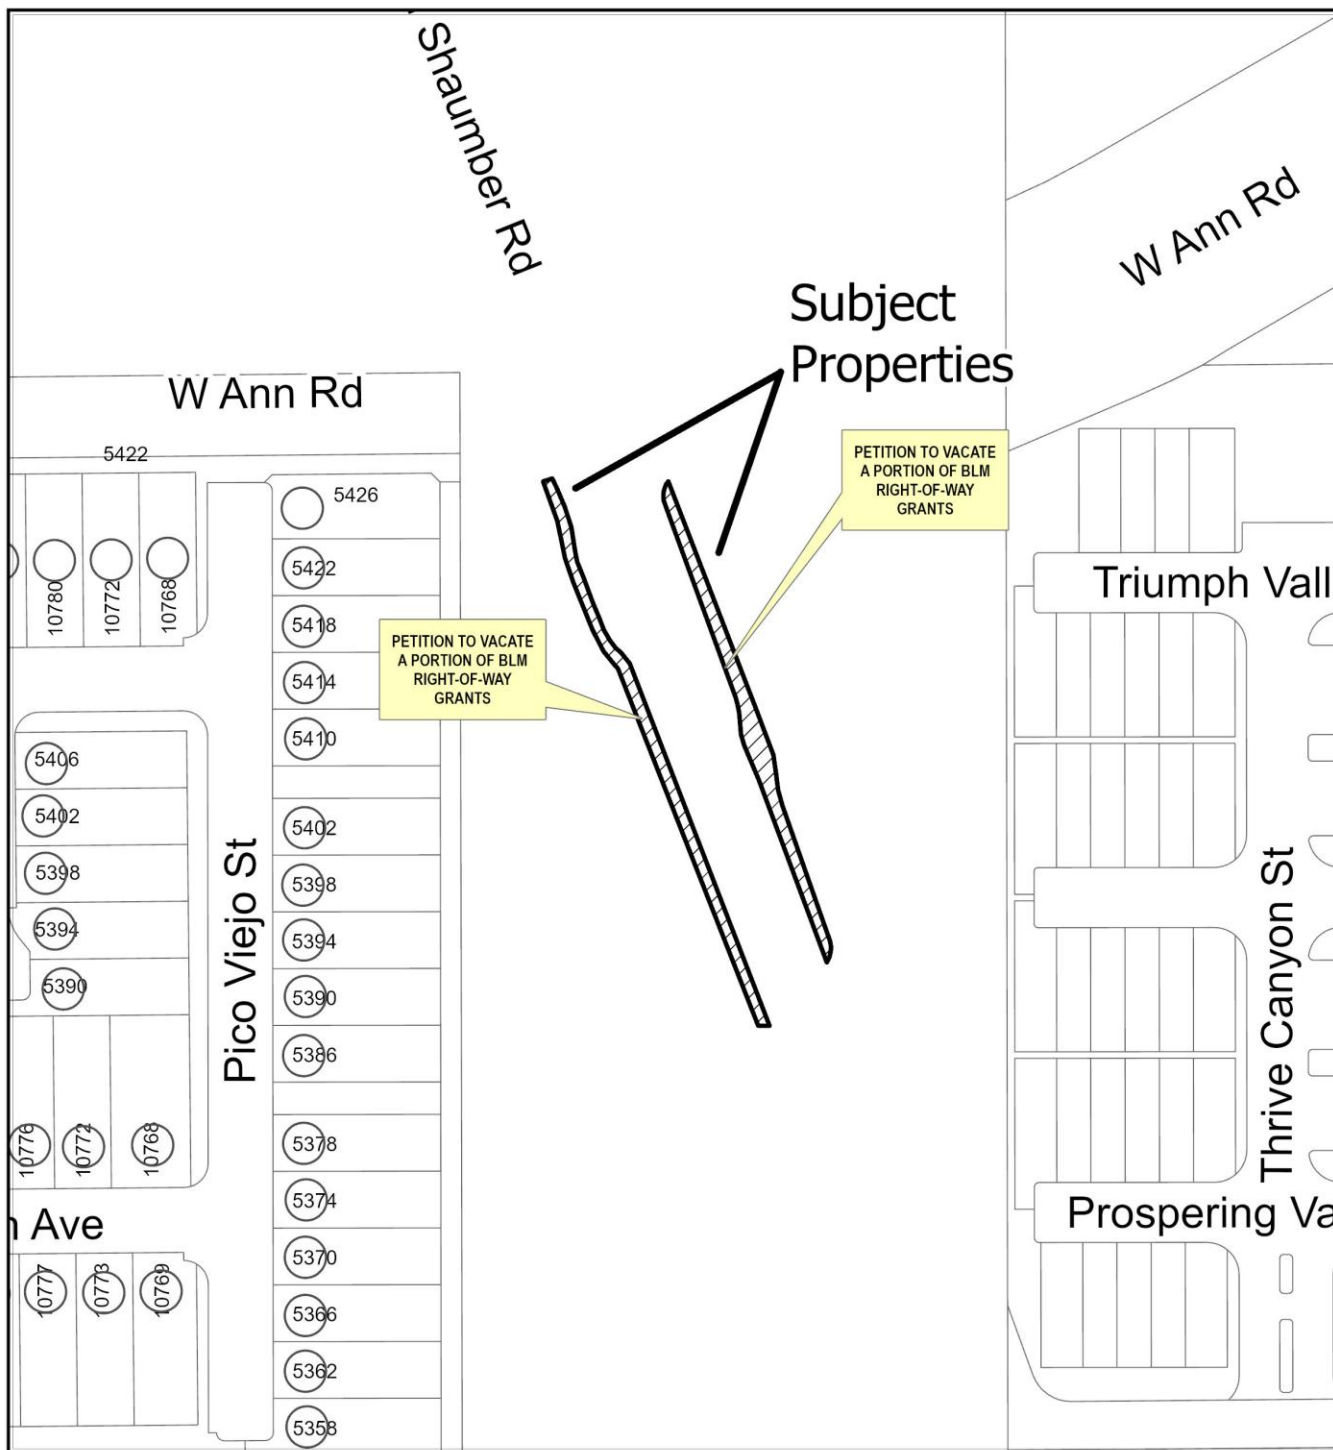 Shaumber Rd
W Ann Rd
Subject
Properties
W Ann Rd
5422
5426
PETITION TO VACATE
A PORTION OF BLM
RIGHT-OF-WAY
GRANTS
10780
10772
10768
5422
5418
5414
5410
PETITION TO VACATE
A PORTION OF BLM
RIGHT-OF-WAY
GRANTS
Triumph Vall
5406
5402
5398
5394
5390
Pico Viejo St
5402
5398
5394
5390
5386
Thrive Canyon St
10776
10772
10768
5378
5374
5370
5366
5362
5358
n Ave
Prospering Va
10777
10773
10769